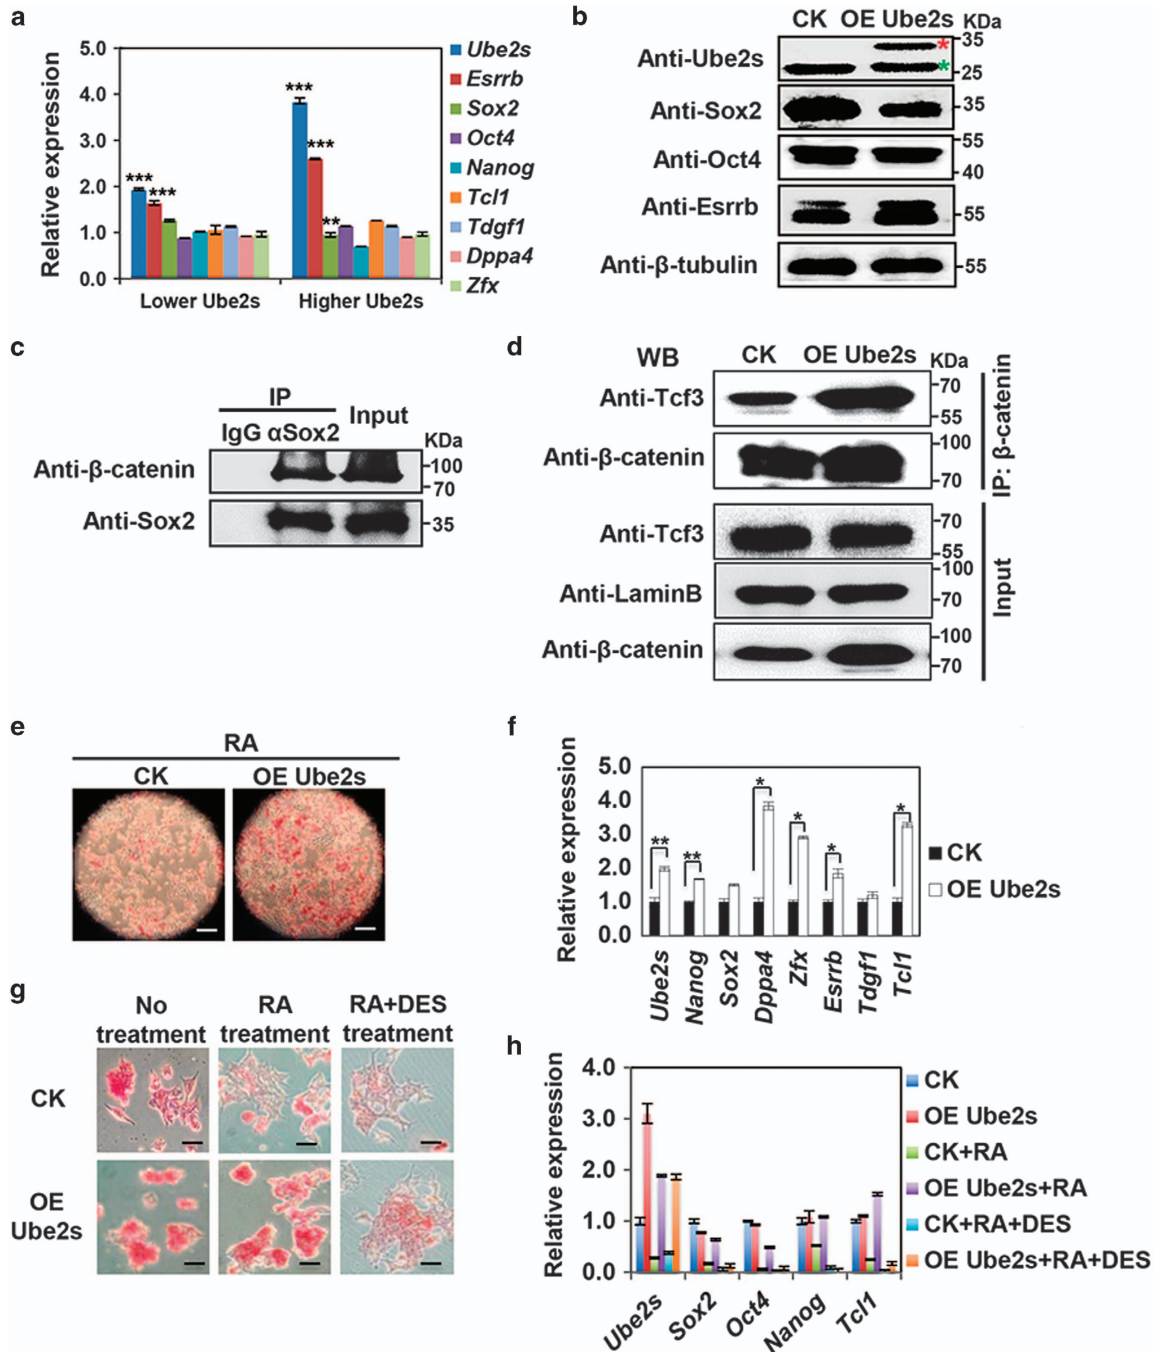 a
5.0
4.0
3.0
2.0
1.0
0.0
Relative expression
***
***
***
***
**
Lower Ube2s
Higher Ube2s
Ube2s
Esrrb
Sox2
Oct4
Nanog
Tcl1
Tdgf1
Dppa4
Zfx
b
CK OE Ube2s KDa
Anti-Ube2s
35
*
*
25
Anti-Sox2
35
Anti-Oct4
55
40
Anti-Esrrb
55
Anti-β-tubulin
55
c
IP
IgG αSox2 Input
KDa
Anti-β-catenin
100
70
Anti-Sox2
35
d
WB CK OE Ube2s KDa
Anti-Tcf3
70
55
Anti-β-catenin
100
70
IP: β-catenin
Anti-Tcf3
70
55
Anti-LaminB
100
70
Anti-β-catenin
100
70
Input
e
RA
CK OE Ube2s
f
Relative expression
5.0
4.0
3.0
2.0
1.0
0.0
**
**
*
*
*
*
Ube2s
Nanog
Sox2
Dppa4
Zfx
Esrrb
Tdgf1
Tcl1
CK
OE Ube2s
g
No treatment
RA treatment
RA+DES treatment
CK
OE Ube2s
h
Relative expression
4.0
3.0
2.0
1.0
0.0
Ube2s
Sox2
Oct4
Nanog
Tcl1
CK
OE Ube2s
CK+RA
OE Ube2s+RA
CK+RA+DES
OE Ube2s+RA+DES